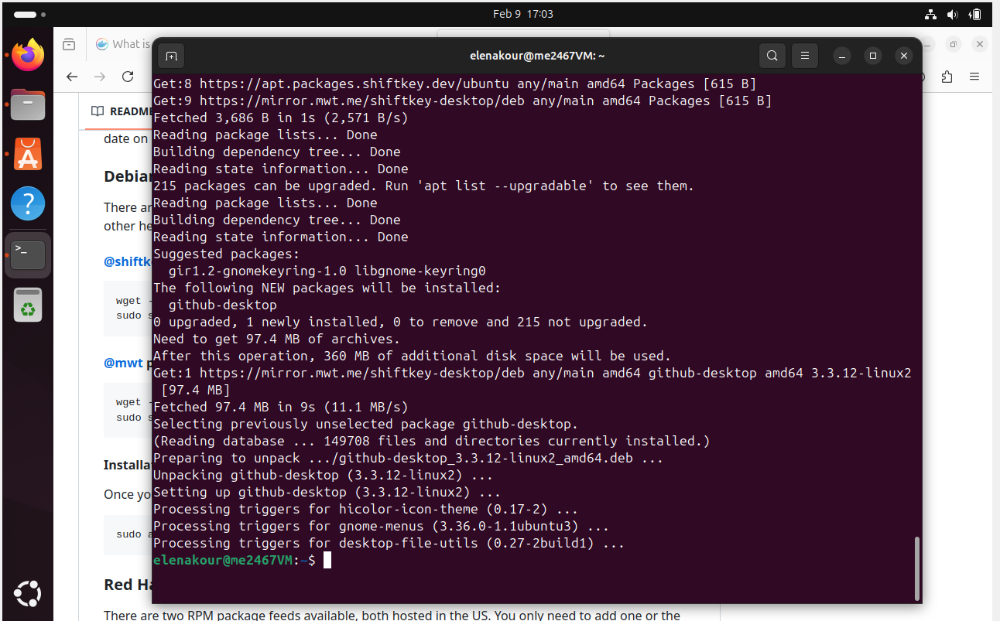 Feb 9 17:03
What is
elenakour@me2467VM: ~
README
date on
Debian
There ar
other he
@shiftk
wget -
sudo s
@mwt p
wget -
sudo s
Installa
Once yo
sudo a
Red Ha
There are two RPM package feeds available, both hosted in the US. You only need to add one or the
Get:8 https://apt.packages.shiftkey.dev/ubuntu any/main amd64 Packages [615 B]
Get:9 https://mirror.mwt.me/shiftkey-desktop/deb any/main amd64 Packages [615 B]
Fetched 3,686 B in 1s (2,571 B/s)
Reading package lists... Done
Building dependency tree... Done
Reading state information... Done
215 packages can be upgraded. Run 'apt list --upgradable' to see them.
Reading package lists... Done
Building dependency tree... Done
Reading state information... Done
Suggested packages:
  gir1.2-gnomekeyring-1.0 libgnome-keyring0
The following NEW packages will be installed:
  github-desktop
0 upgraded, 1 newly installed, 0 to remove and 215 not upgraded.
Need to get 97.4 MB of archives.
After this operation, 360 MB of additional disk space will be used.
Get:1 https://mirror.mwt.me/shiftkey-desktop/deb any/main amd64 github-desktop amd64 3.3.12-linux2
 [97.4 MB]
Fetched 97.4 MB in 9s (11.1 MB/s)
Selecting previously unselected package github-desktop.
(Reading database ... 149708 files and directories currently installed.)
Preparing to unpack .../github-desktop_3.3.12-linux2_amd64.deb ...
Unpacking github-desktop (3.3.12-linux2) ...
Setting up github-desktop (3.3.12-linux2) ...
Processing triggers for hicolor-icon-theme (0.17-2) ...
Processing triggers for gnome-menus (3.36.0-1.1ubuntu3) ...
Processing triggers for desktop-file-utils (0.27-2build1) ...
elenakour@me2467VM:~$